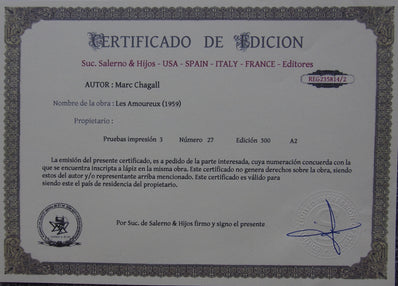 CERTIFICADO DE EDICION
Suc. Salerno & Hijos - USA - SPAIN - ITALY - FRANCE - Editores
REG255R14/2
AUTOR : Marc Chagall
Nombre de la obra : Les Amoureux (1959)
Propietario :
Pruebas impresión 3 Número 27 Edición 300 A2
La emisión del presente certificado, es a pedido de la parte interesada, cuya numeración concuerda con la
que se encuentra inscripta a lápiz en la misma obra. Este certificado no genera derechos sobre la obra, siendo
estos del autor y/o representante arriba mencionado. Este certificado es válido para
siendo este el país de residencia del propietario.
Por Suc. de Salerno & Hijos firmo y signo el presente